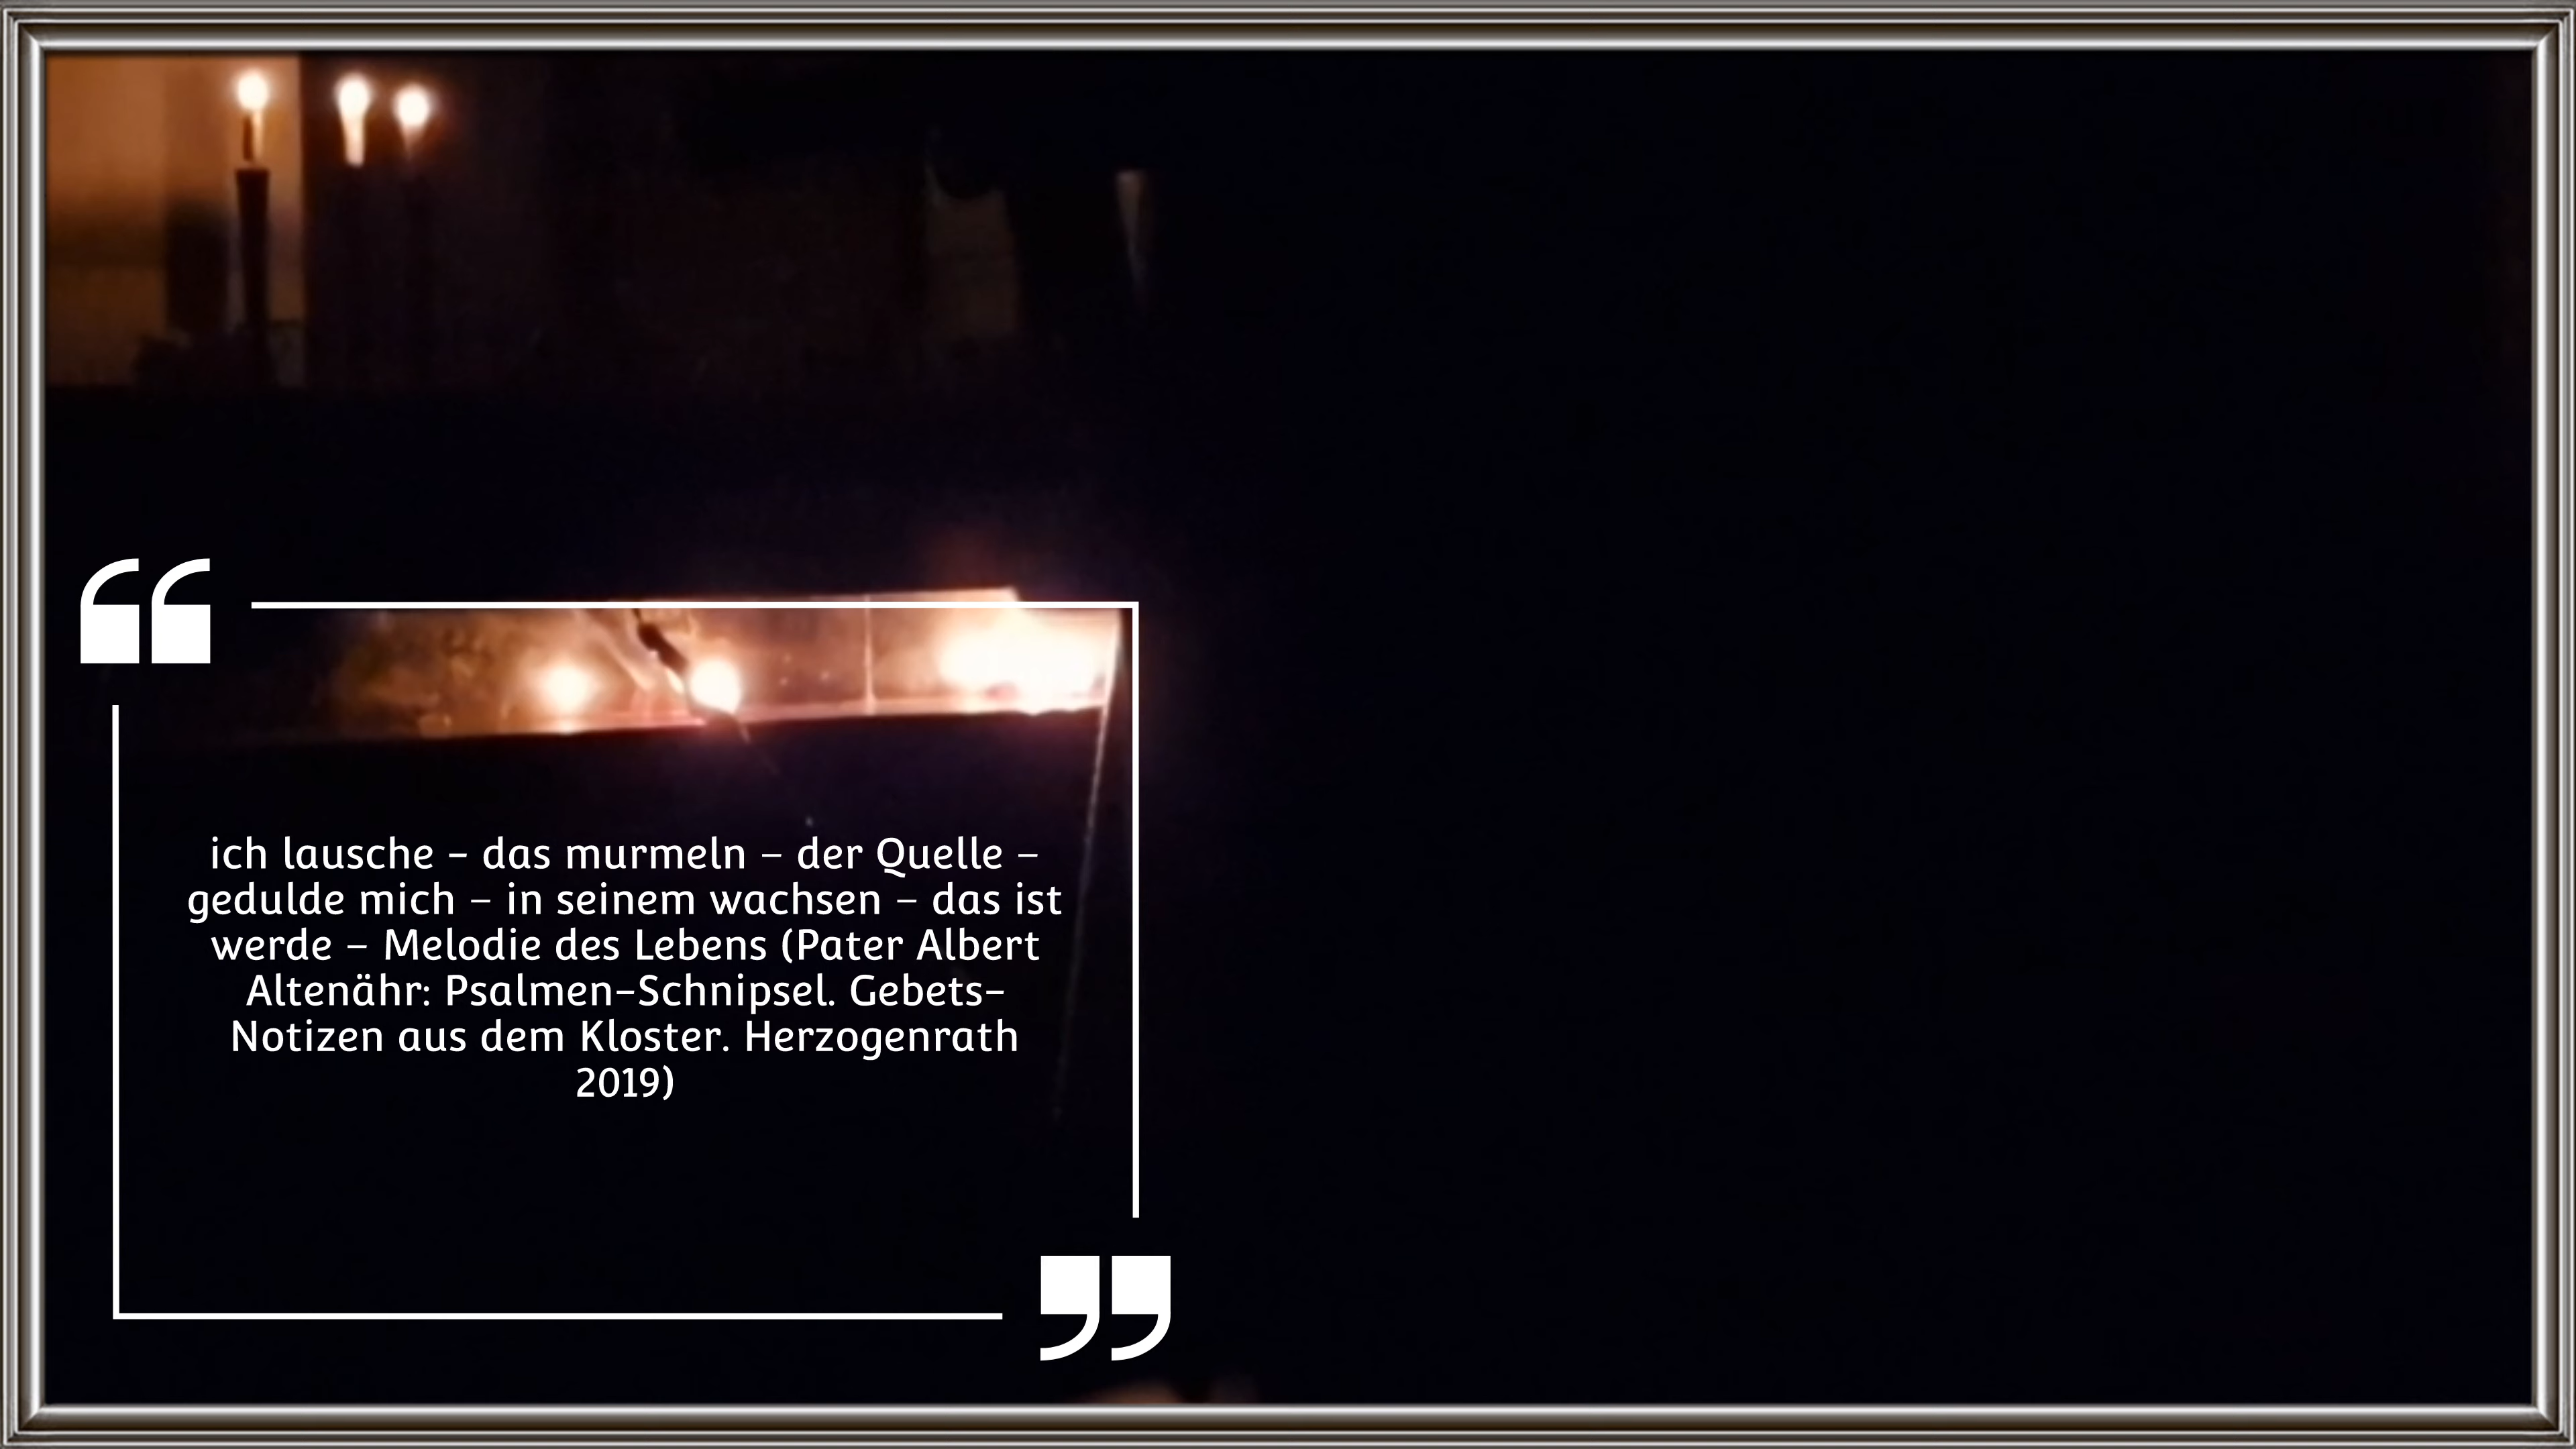 ich lausche – das murmeln – der Quelle –
gedulde mich – in seinem wachsen – das ist
werde – Melodie des Lebens (Pater Albert
Altenähr: Psalmen-Schnipsel. Gebets-
Notizen aus dem Kloster. Herzogenrath
2019)